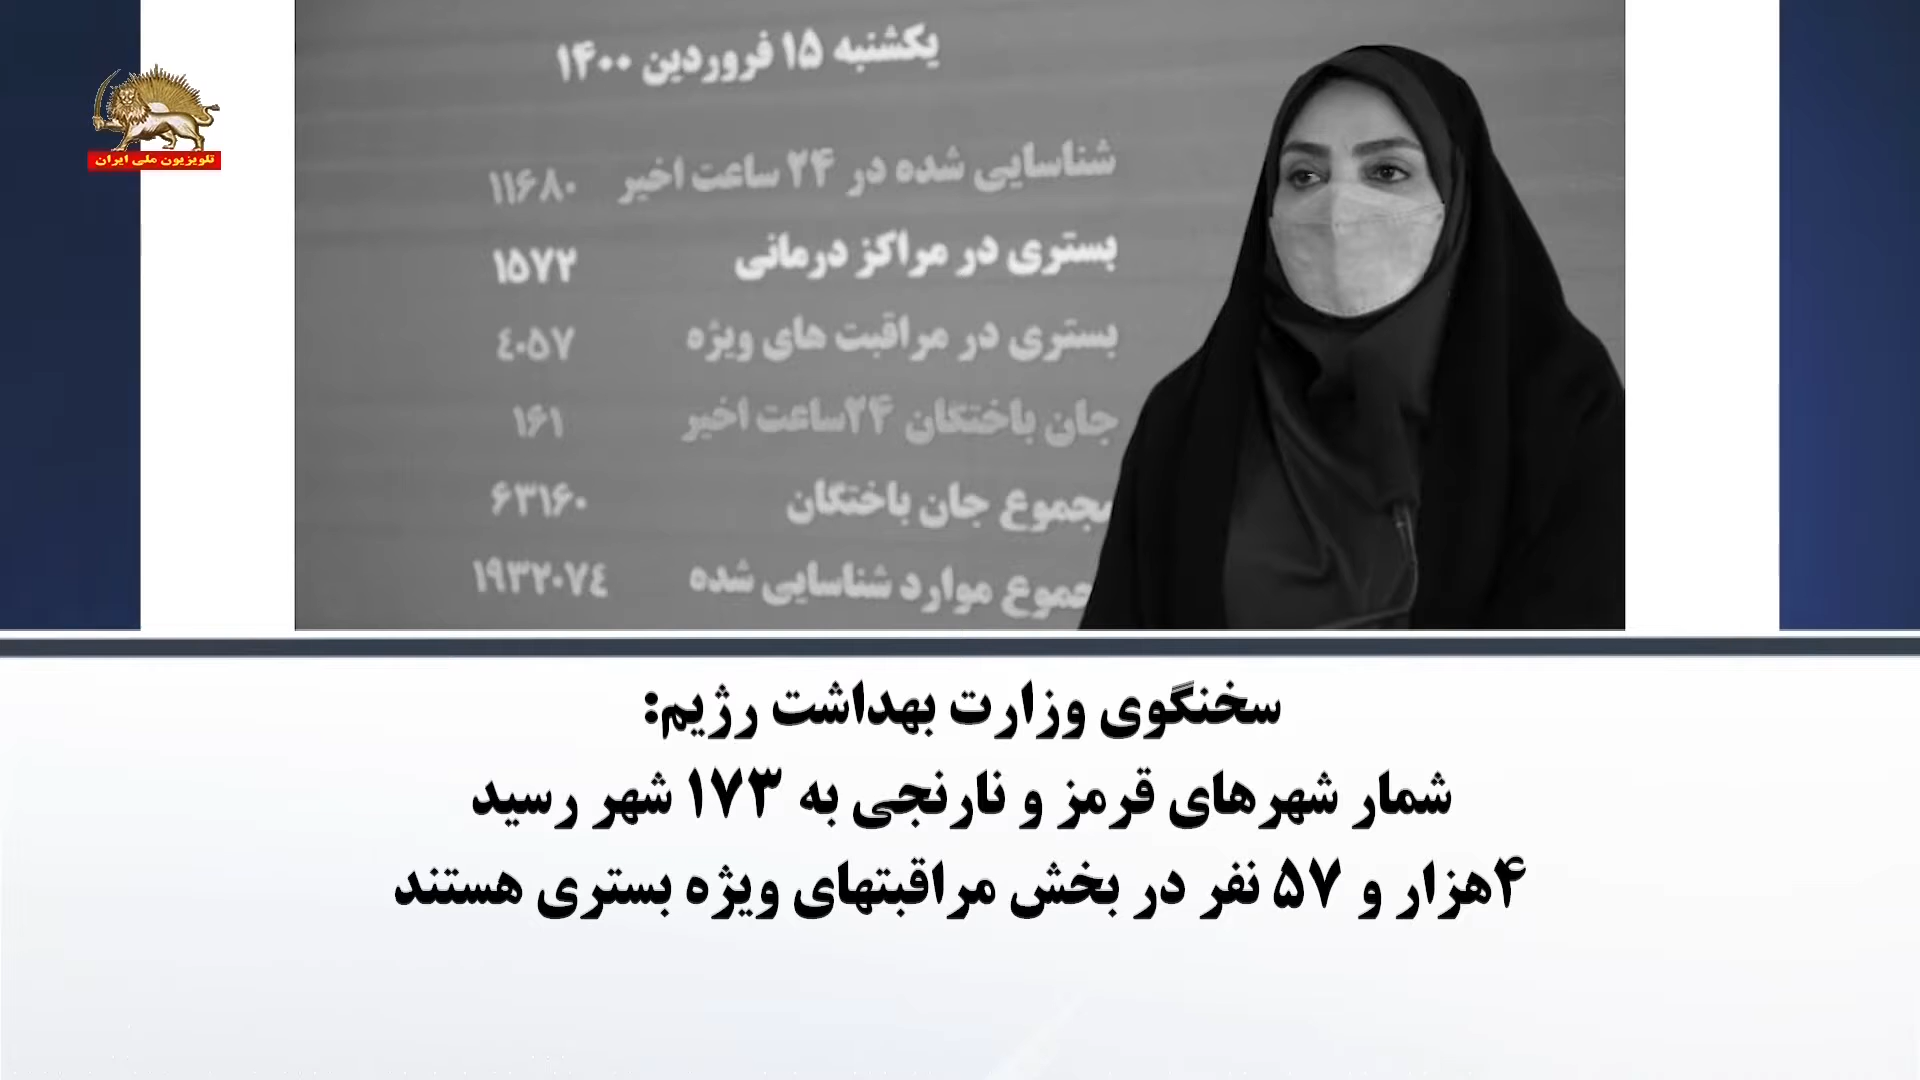 تلویزیون ملی ایران
یکشنبه ۱۵ فروردین ۱۴۰۰
شناسایی شده در ۲۴ ساعت اخیر ۱۱۶۸۰
بستری در مراکز درمانی ۱۵۷۲
بستری در مراقبت های ویژه ٤٠۵۷
جان باختگان ۲۴ساعت اخیر ۱۶۱
مجموع جان باختگان ۶۳۱۶۰
مجموع موارد شناسایی شده ۱۹۳۲۰۷٤
سخنگوی وزارت بهداشت رژیم:
شمار شهرهای قرمز و نارنجی به ۱۷۳ شهر رسید
۴هزار و ۵۷ نفر در بخش مراقبتهای ویژه بستری هستند